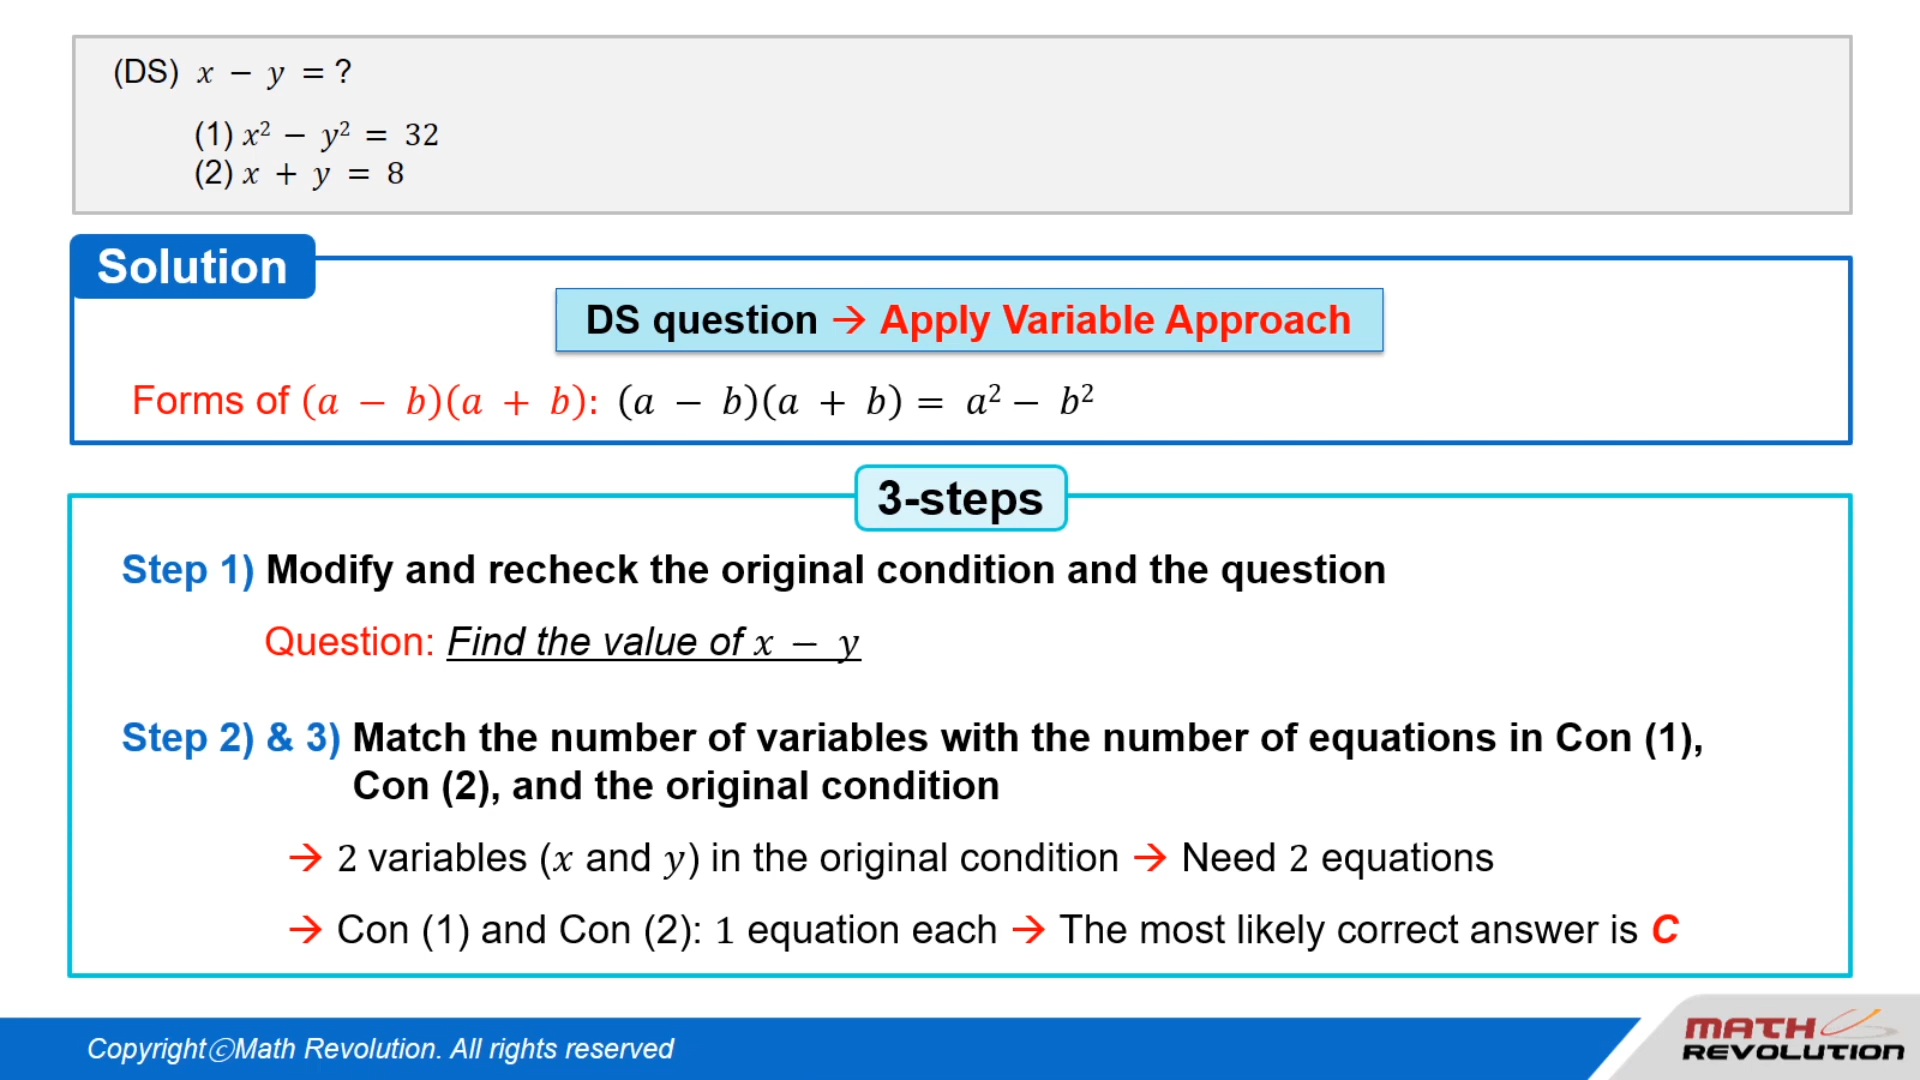 (DS) x − y = ?
(1) x² − y² = 32
(2) x + y = 8
Solution
DS question → Apply Variable Approach
Forms of (a − b)(a + b): (a − b)(a + b) = a² − b²
3-steps
Step 1) Modify and recheck the original condition and the question
Question: Find the value of x − y
Step 2) & 3) Match the number of variables with the number of equations in Con (1),
Con (2), and the original condition
→ 2 variables (x and y) in the original condition → Need 2 equations
→ Con (1) and Con (2): 1 equation each → The most likely correct answer is C
CopyrightⓒMath Revolution. All rights reserved
MATH
REVOLUTION